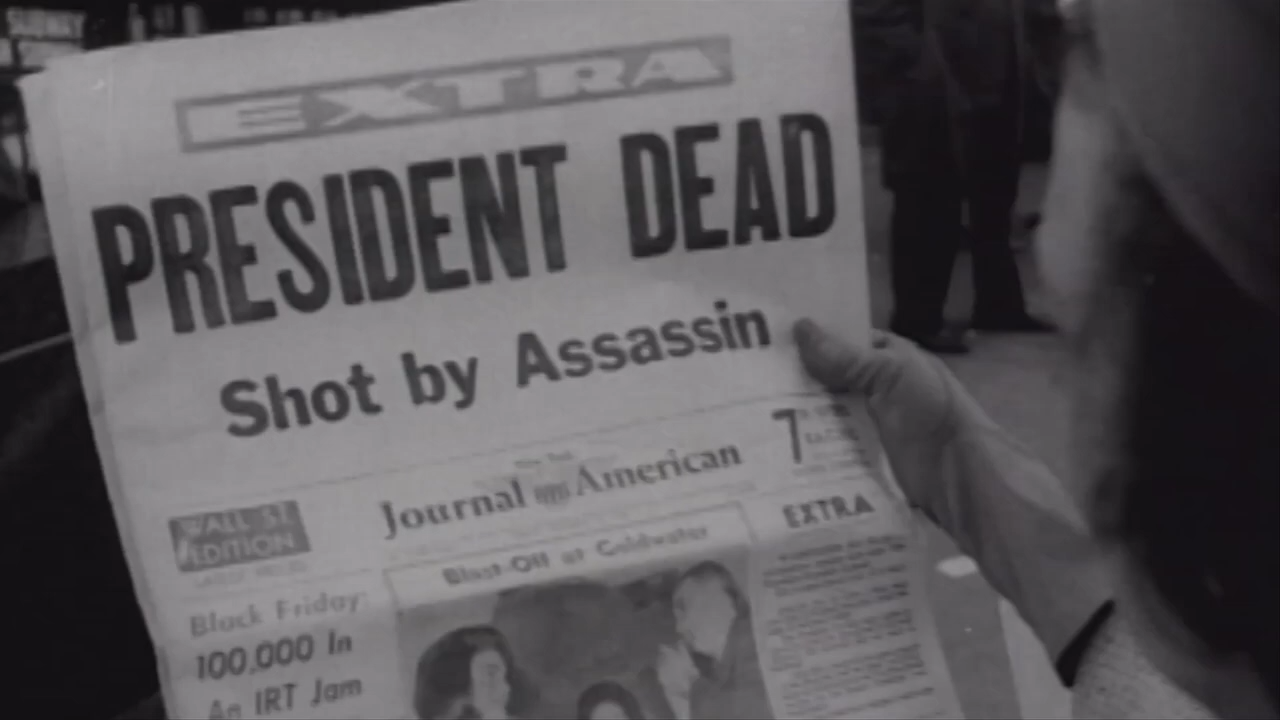 EXTRA
PRESIDENT DEAD
Shot by Assassin
Journal American
7
WALL ST.
EDITION
EXTRA
Blast-Off at Goldwater
Black Friday:
100,000 In
An IRT Jam